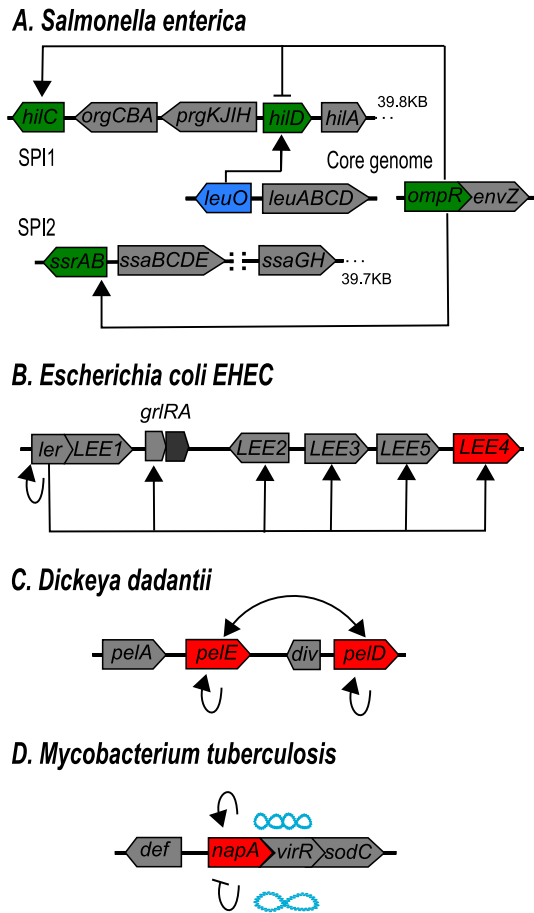 A. Salmonella enterica
hilC orgCBA prgKJIH hilD hilA 39.8KB ...
SPI1 Core genome
leuO leuABCD ompR envZ
SPI2
ssrAB ssaBCDE ssaGH ...
39.7KB
B. Escherichia coli EHEC
grlRA
ler LEE1 LEE2 LEE3 LEE5 LEE4
C. Dickeya dadantii
pelA pelE div pelD
D. Mycobacterium tuberculosis
def napA virR sodC